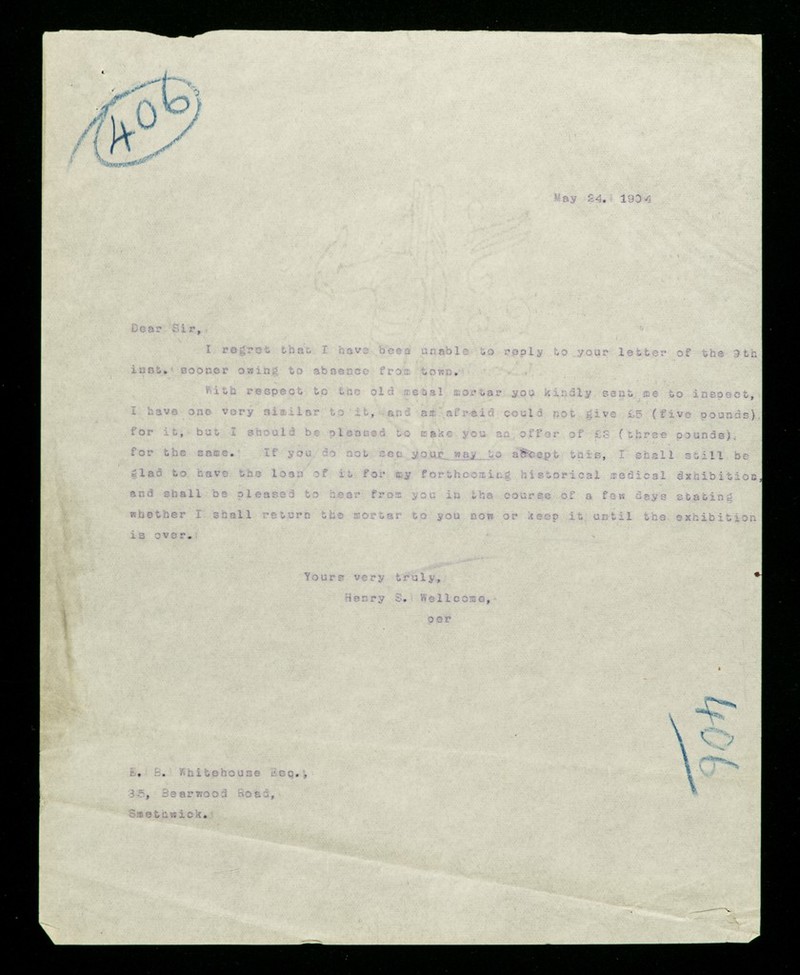 406
May 24. 1904
Dear Sir,
I regret that I have been unable to reply to your letter of the 9th
inst. sooner owing to absence from town.
With respect to the old metal mortar you kindly sent me to inspect,
I have one very similar to it, and am afraid could not give £5 (five pounds)
for it, but I should be pleased to make you an offer of £3 (three pounds)
for the same. If you do not see your way to accept this, I shall still be
glad to have the loan of it for my forthcoming historical medical exhibition,
and shall be pleased to hear from you in the course of a few days stating
whether I shall return the mortar to you now or keep it until the exhibition
is over.
Yours very truly,
Henry S. Wellcome,
per
406
B. Whitehouse Esq.,
35, Bearwood Road,
Smethwick.